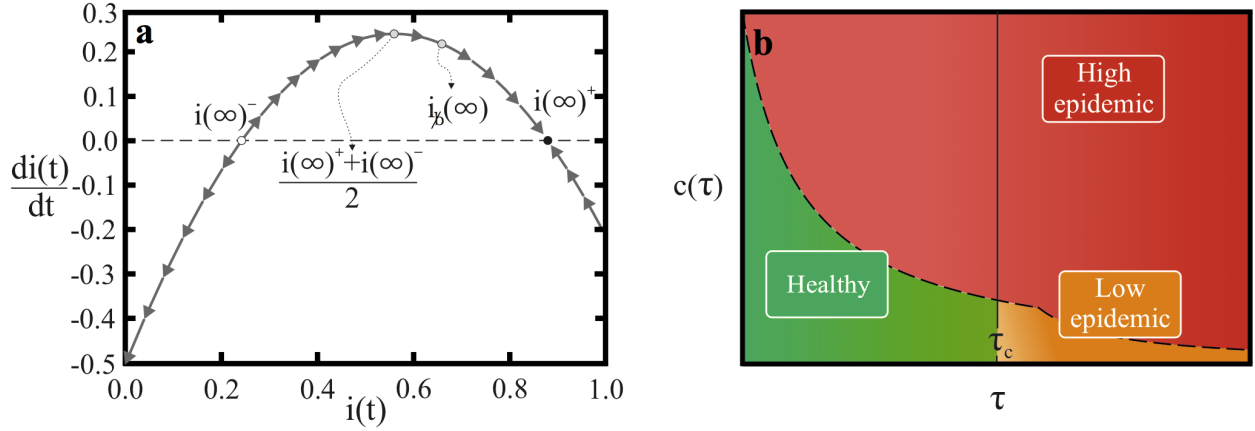 a
0.3
0.2
0.1
0.0
-0.1
-0.2
-0.3
-0.4
-0.5
di(t)
dt
i(∞)⁻
i(∞)⁺+i(∞)⁻
2
i(∞)
i(∞)⁺
0.0
0.2
0.4
0.6
0.8
1.0
i(t)
b
c(τ)
High
epidemic
Healthy
Low
epidemic
τc
τ